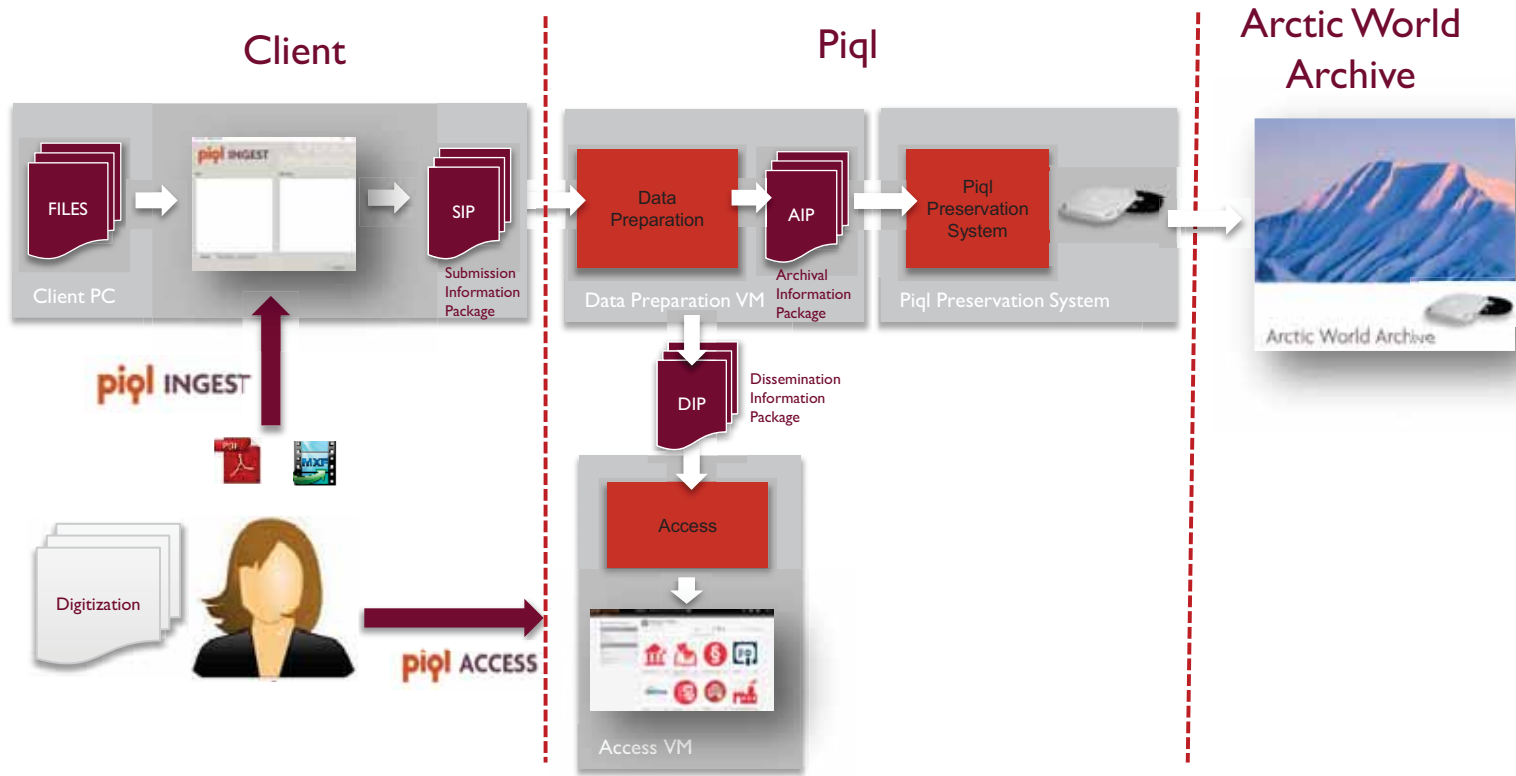 Client
Piql
Arctic World
Archive
FILES
piql INGEST
SIP
Submission
Information
Package
Client PC
Data
Preparation
AIP
Archival
Information
Package
Data Preparation VM
Piql
Preservation
System
Piql Preservation System
Arctic World Archive
piql INGEST
PDF
MXF
Digitization
piql ACCESS
DIP
Dissemination
Information
Package
Access
Access VM